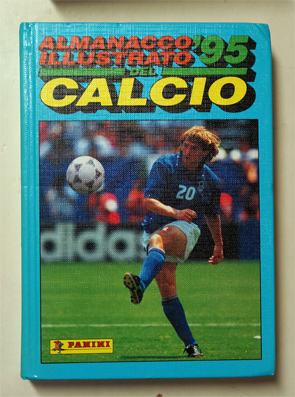 ALMANACCO '95
ILLUSTRATO
DEL
CALCIO
20
adidas
PANINI